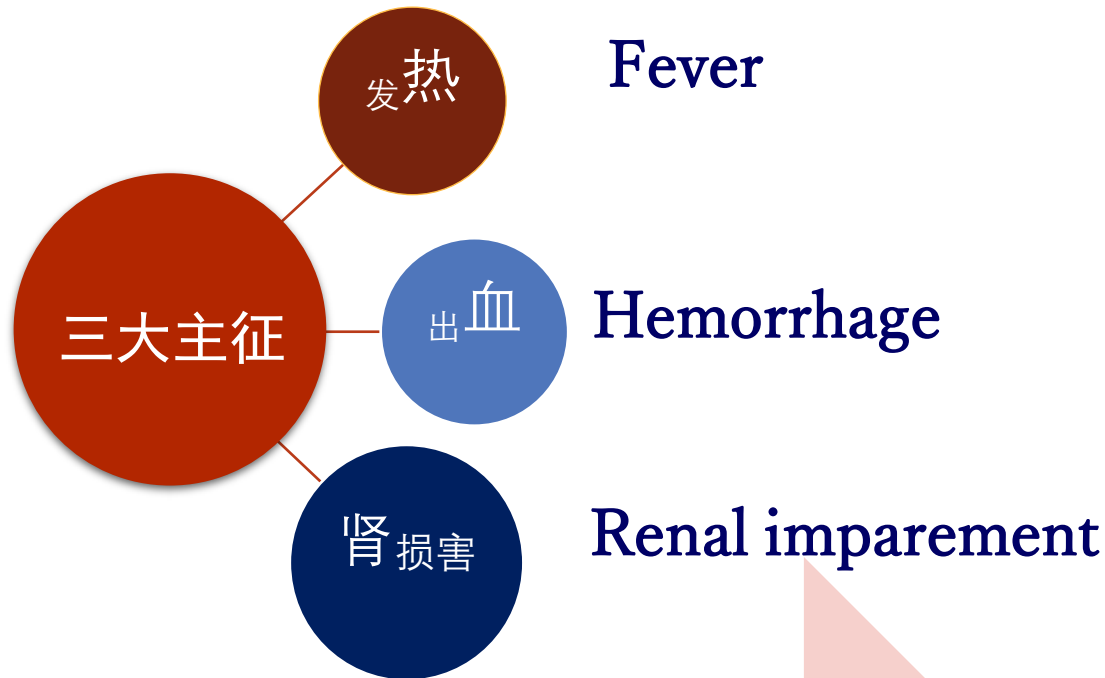 发热
Fever
三大主征
出血
Hemorrhage
肾损害
Renal imparement